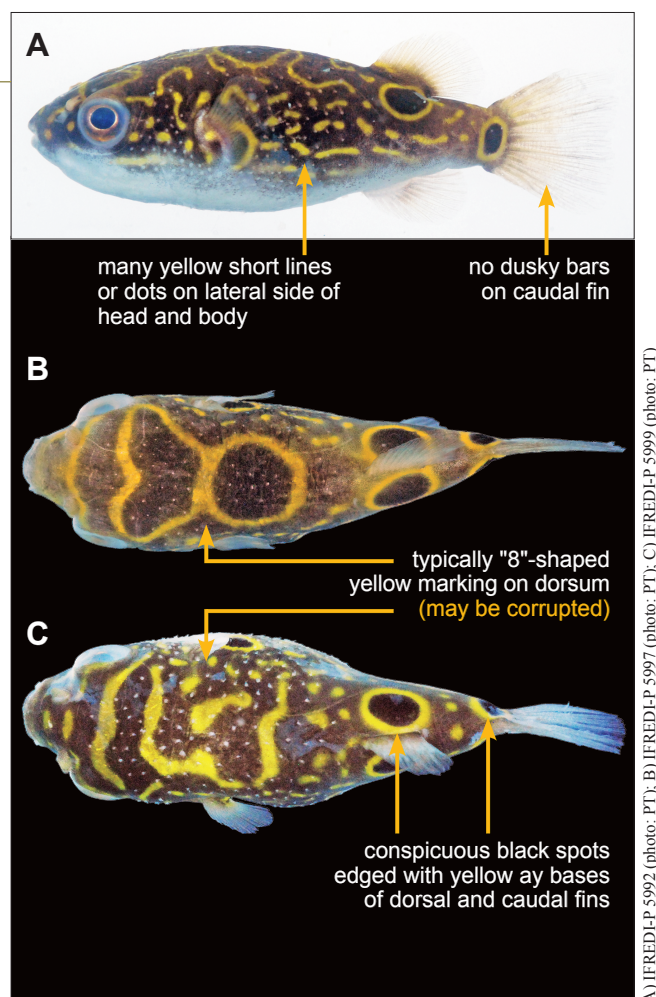 A
many yellow short lines
or dots on lateral side of
head and body
no dusky bars
on caudal fin
B
typically "8"-shaped
yellow marking on dorsum
(may be corrupted)
C
conspicuous black spots
edged with yellow ay bases
of dorsal and caudal fins
A) IFREDI-P 5992 (photo: PT); B) IFREDI-P 5997 (photo: PT); C) IFREDI-P 5999 (photo: PT)